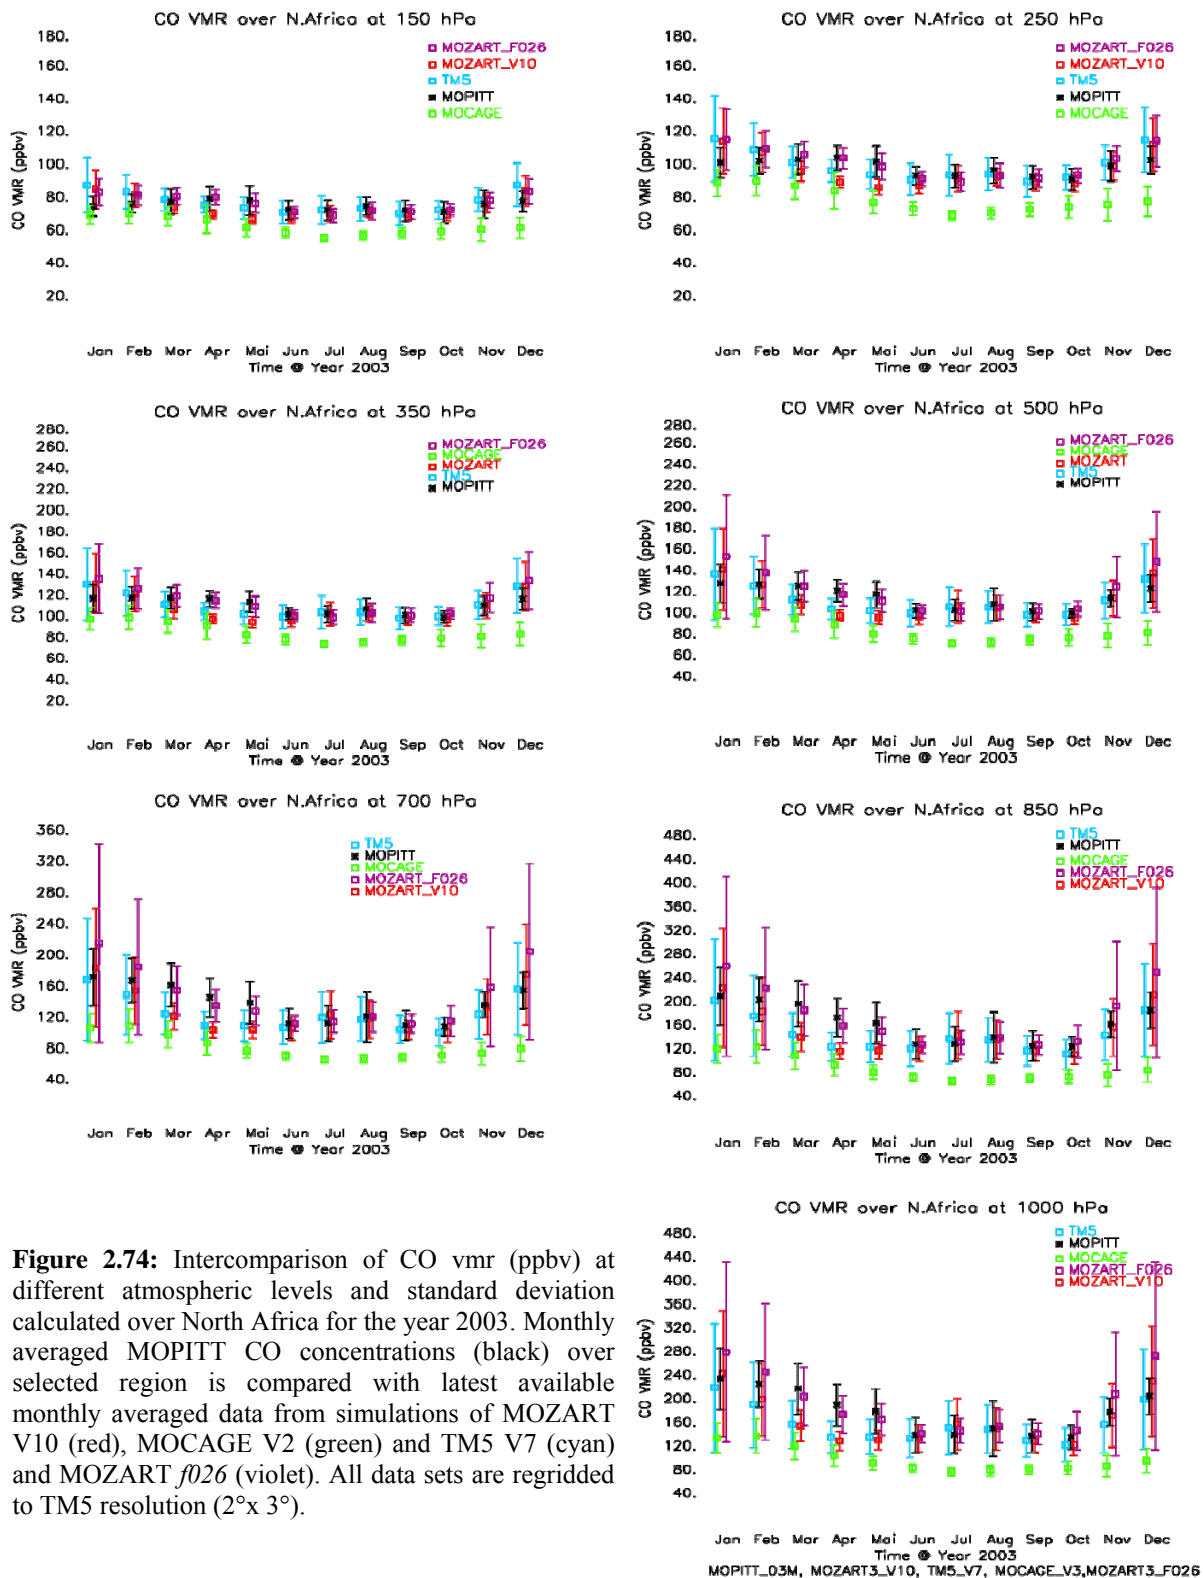 CO VMR over N.Africa at 150 hPa
180.
160.
140.
120.
100.
80.
60.
40.
20.
CO VMR (ppbv)
MOZART_F026
MOZART_V10
TM5
MOPITT
MOCAGE
Jan Feb Mar Apr Mai Jun Jul Aug Sep Oct Nov Dec
Time @ Year 2003
CO VMR over N.Africa at 250 hPa
180.
160.
140.
120.
100.
80.
60.
40.
20.
CO VMR (ppbv)
MOZART_F026
MOZART_V10
TM5
MOPITT
MOCAGE
Jan Feb Mar Apr Mai Jun Jul Aug Sep Oct Nov Dec
Time @ Year 2003
CO VMR over N.Africa at 350 hPa
280.
260.
240.
220.
200.
180.
160.
140.
120.
100.
80.
60.
40.
20.
CO VMR (ppbv)
MOZART_F026
MOCAGE
MOZART
TM5
MOPITT
Jan Feb Mar Apr Mai Jun Jul Aug Sep Oct Nov Dec
Time @ Year 2003
CO VMR over N.Africa at 500 hPa
280.
260.
240.
220.
200.
180.
160.
140.
120.
100.
80.
60.
40.
CO VMR (ppbv)
MOZART_F026
MOCAGE
MOZART
TM5
MOPITT
Jan Feb Mar Apr Mai Jun Jul Aug Sep Oct Nov Dec
Time @ Year 2003
CO VMR over N.Africa at 700 hPa
360.
320.
280.
240.
200.
160.
120.
80.
40.
CO VMR (ppbv)
TM5
MOPITT
MOCAGE
MOZART_F026
MOZART_V10
Jan Feb Mar Apr Mai Jun Jul Aug Sep Oct Nov Dec
Time @ Year 2003
CO VMR over N.Africa at 850 hPa
480.
440.
400.
360.
320.
280.
240.
200.
160.
120.
80.
40.
CO VMR (ppbv)
TM5
MOPITT
MOCAGE
MOZART_F026
MOZART_V10
Jan Feb Mar Apr Mai Jun Jul Aug Sep Oct Nov Dec
Time @ Year 2003
CO VMR over N.Africa at 1000 hPa
480.
440.
400.
360.
320.
280.
240.
200.
160.
120.
80.
40.
CO VMR (ppbv)
TM5
MOPITT
MOCAGE
MOZART_F026
MOZART_V10
Jan Feb Mar Apr Mai Jun Jul Aug Sep Oct Nov Dec
Time @ Year 2003
MOPITT_03M, MOZART3_V10, TM5_V7, MOCAGE_V3,MOZART3_F026
Figure 2.74: Intercomparison of CO vmr (ppbv) at
different atmospheric levels and standard deviation
calculated over North Africa for the year 2003. Monthly
averaged MOPITT CO concentrations (black) over
selected region is compared with latest available
monthly averaged data from simulations of MOZART
V10 (red), MOCAGE V2 (green) and TM5 V7 (cyan)
and MOZART f026 (violet). All data sets are regridded
to TM5 resolution (2°x 3°).